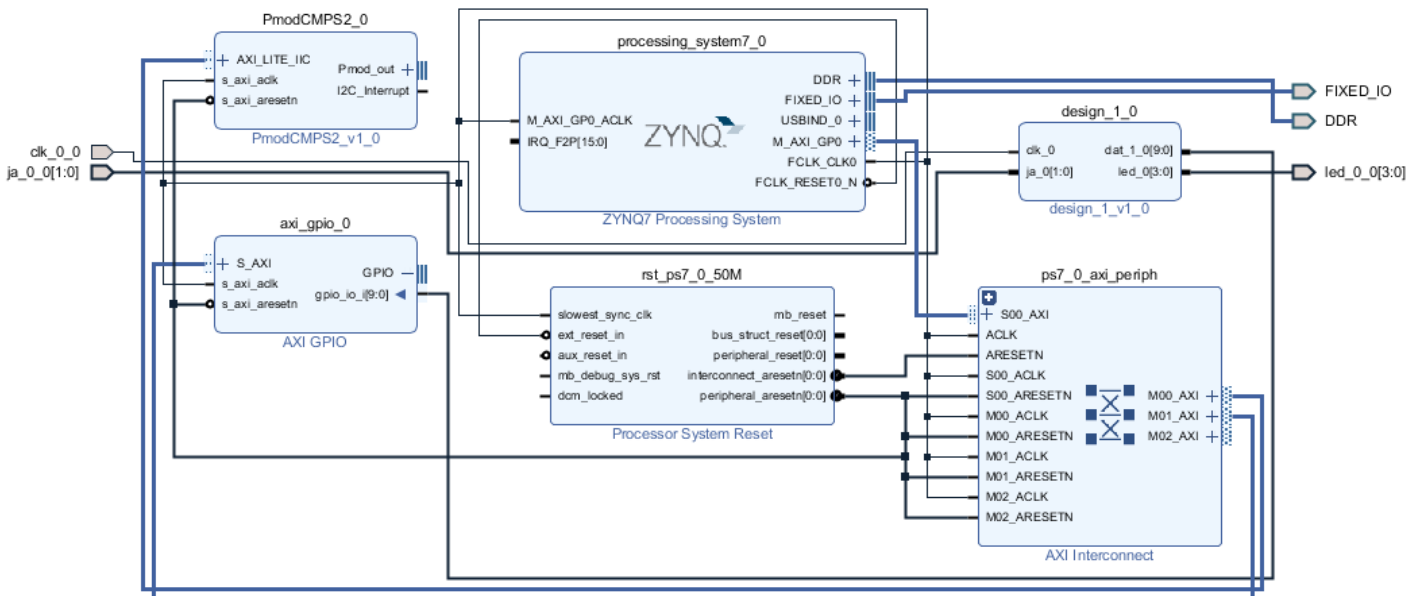 PmodCMPS2_0
AXI_LITE_IIC
s_axi_aclk
s_axi_aresetn
Pmod_out
I2C_Interrupt
PmodCMPS2_v1_0
clk_0_0
ja_0_0[1:0]
axi_gpio_0
S_AXI
s_axi_aclk
s_axi_aresetn
GPIO
gpio_io_i[9:0]
AXI GPIO
processing_system7_0
M_AXI_GP0_ACLK
IRQ_F2P[15:0]
ZYNQ
DDR
FIXED_IO
USBIND_0
M_AXI_GP0
FCLK_CLK0
FCLK_RESET0_N
ZYNQ7 Processing System
rst_ps7_0_50M
slowest_sync_clk
ext_reset_in
aux_reset_in
mb_debug_sys_rst
dcm_locked
mb_reset
bus_struct_reset[0:0]
peripheral_reset[0:0]
interconnect_aresetn[0:0]
peripheral_aresetn[0:0]
Processor System Reset
design_1_0
clk_0
ja_0[1:0]
dat_1_0[9:0]
led_0[3:0]
design_1_v1_0
ps7_0_axi_periph
S00_AXI
ACLK
ARESETN
S00_ACLK
S00_ARESETN
M00_ACLK
M00_ARESETN
M01_ACLK
M01_ARESETN
M02_ACLK
M02_ARESETN
M00_AXI
M01_AXI
M02_AXI
AXI Interconnect
FIXED_IO
DDR
led_0_0[3:0]